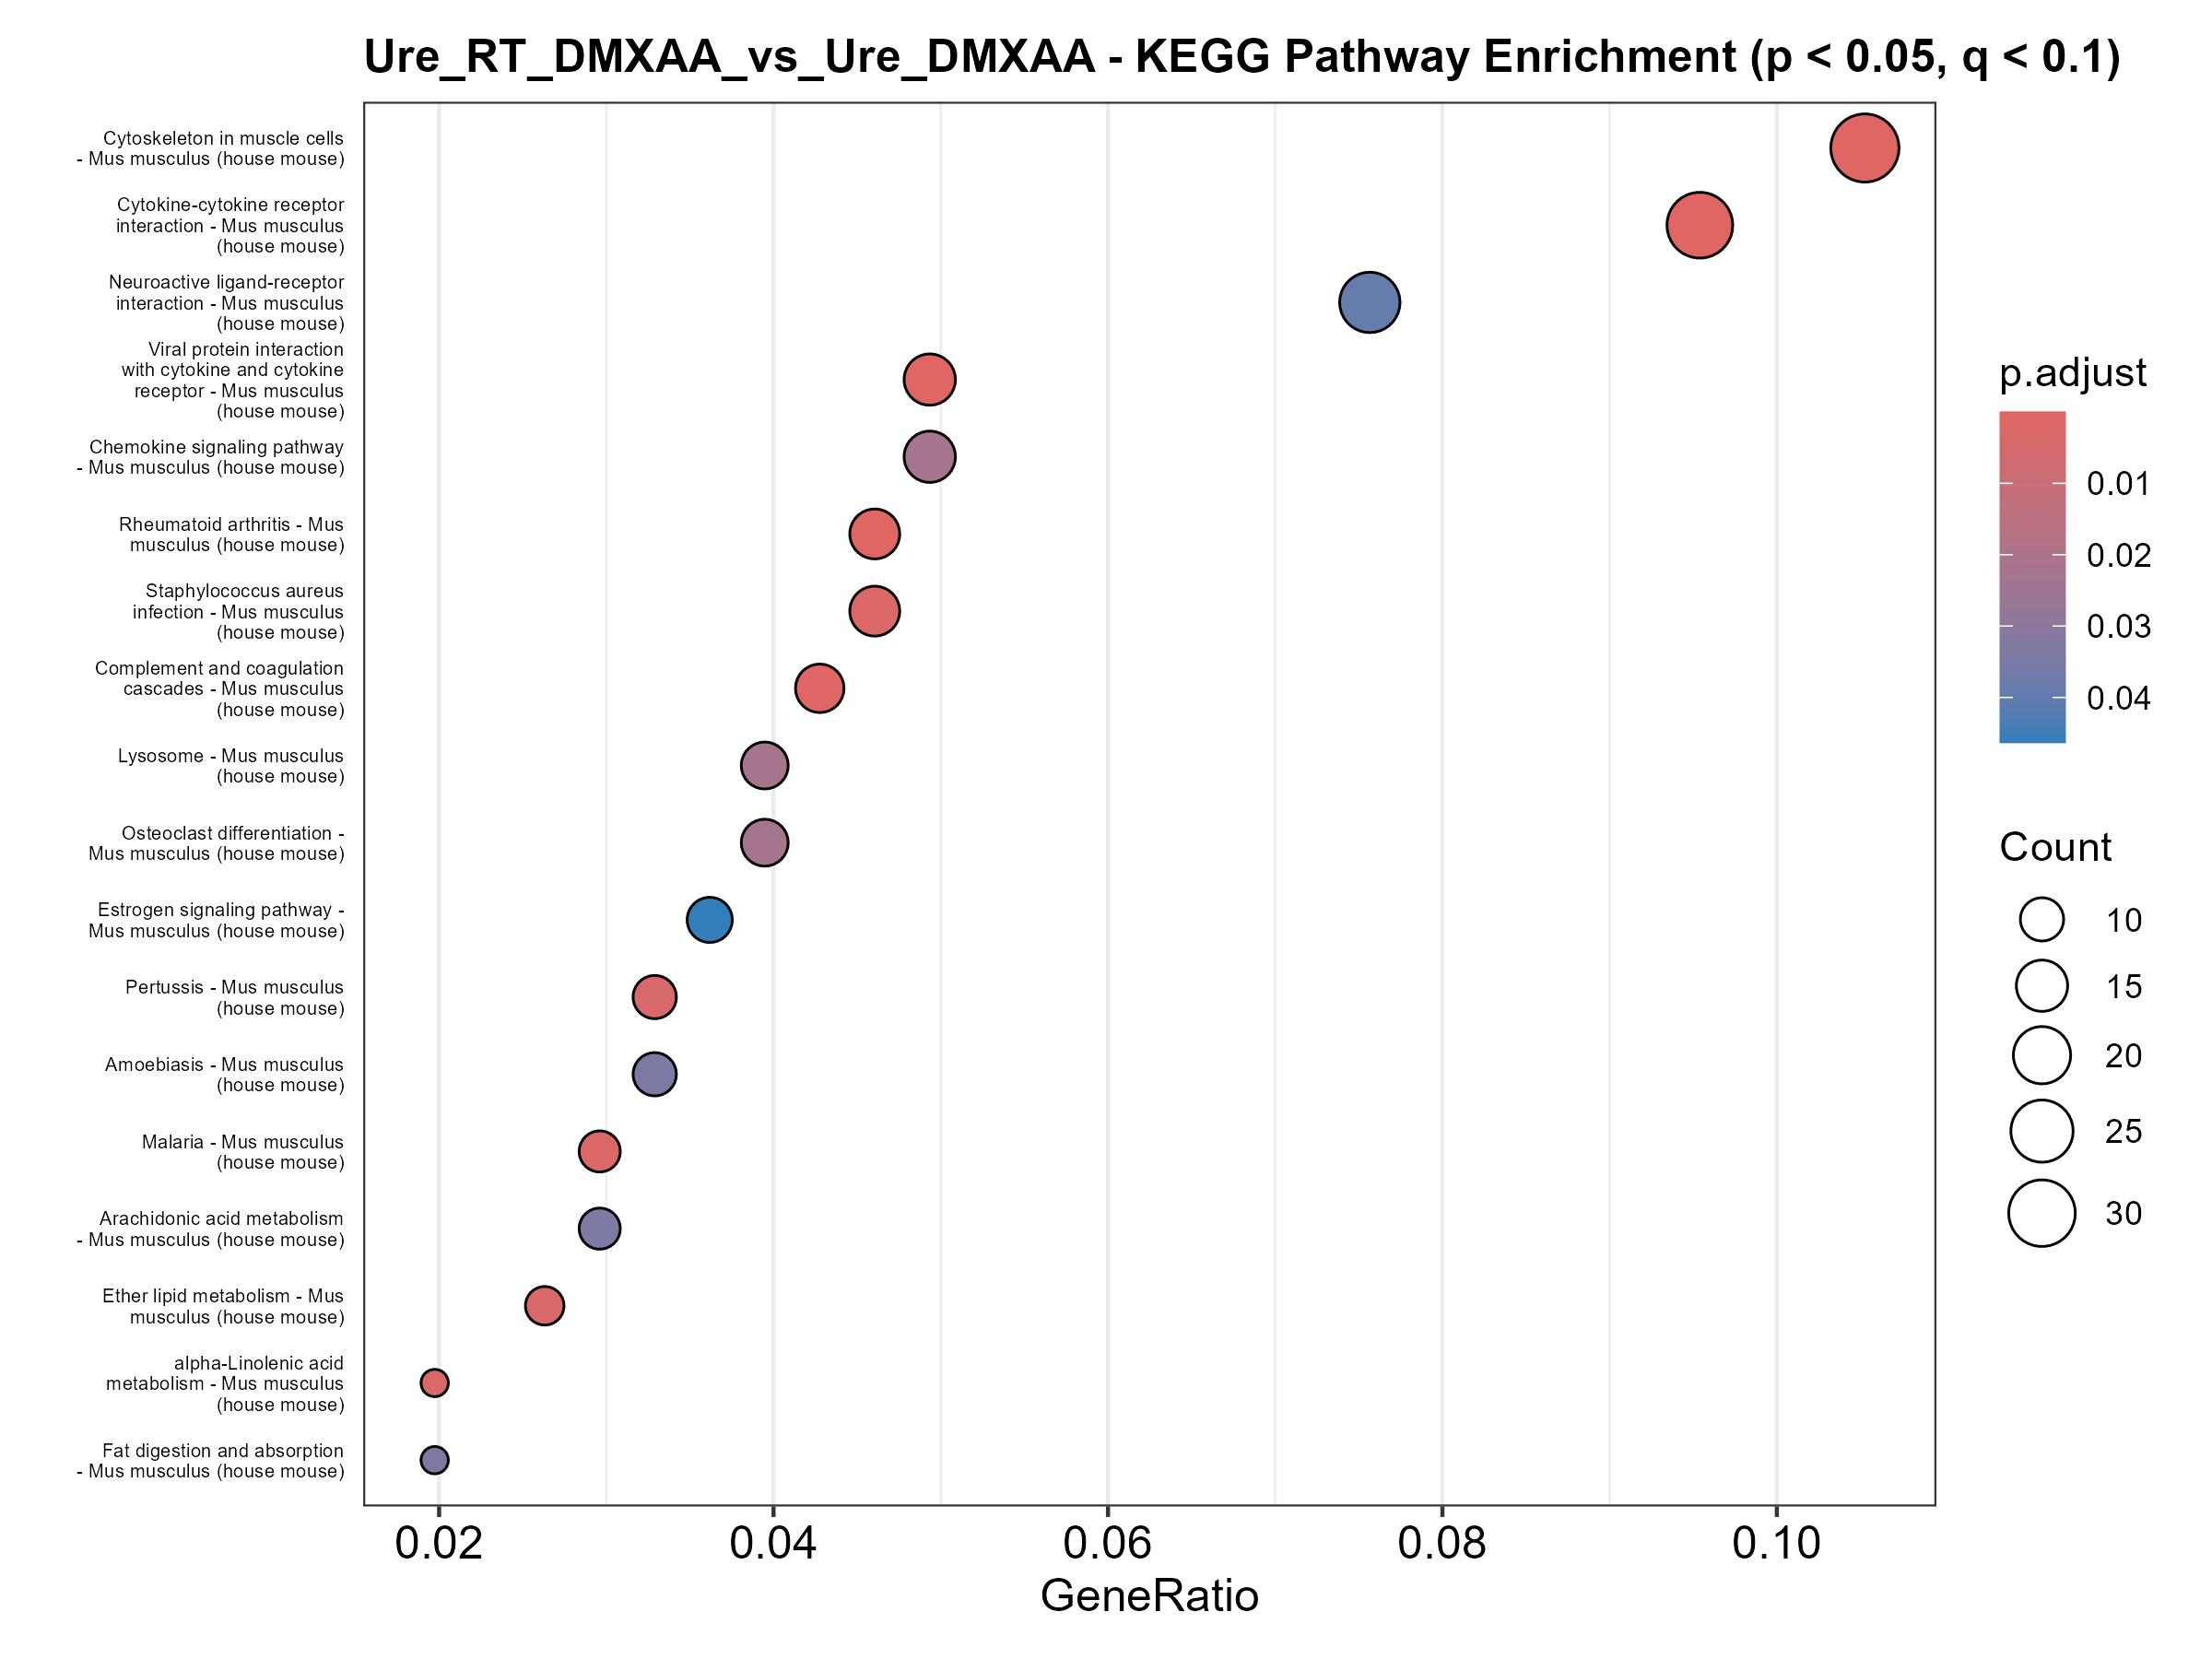 Ure_RT_DMXAA_vs_Ure_DMXAA - KEGG Pathway Enrichment (p < 0.05, q < 0.1)
Cytoskeleton in muscle cells
- Mus musculus (house mouse)
Cytokine-cytokine receptor
interaction - Mus musculus
(house mouse)
Neuroactive ligand-receptor
interaction - Mus musculus
(house mouse)
Viral protein interaction
with cytokine and cytokine
receptor - Mus musculus
(house mouse)
Chemokine signaling pathway
- Mus musculus (house mouse)
Rheumatoid arthritis - Mus
musculus (house mouse)
Staphylococcus aureus
infection - Mus musculus
(house mouse)
Complement and coagulation
cascades - Mus musculus
(house mouse)
Lysosome - Mus musculus
(house mouse)
Osteoclast differentiation -
Mus musculus (house mouse)
Estrogen signaling pathway -
Mus musculus (house mouse)
Pertussis - Mus musculus
(house mouse)
Amoebiasis - Mus musculus
(house mouse)
Malaria - Mus musculus
(house mouse)
Arachidonic acid metabolism
- Mus musculus (house mouse)
Ether lipid metabolism - Mus
musculus (house mouse)
alpha-Linolenic acid
metabolism - Mus musculus
(house mouse)
Fat digestion and absorption
- Mus musculus (house mouse)
0.02
0.04
0.06
0.08
0.10
GeneRatio
p.adjust
0.01
0.02
0.03
0.04
Count
10
15
20
25
30